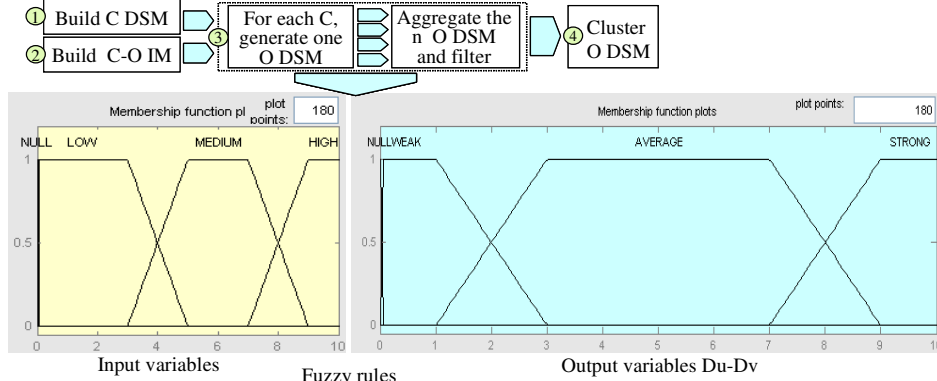 1 Build C DSM
2 Build C-O IM
3 For each C,
generate one
O DSM
Aggregate the
n O DSM
and filter
4 Cluster
O DSM
Membership function pl
plot
points:
180
NULL LOW MEDIUM HIGH
1
0.5
0
0 2 4 6 8 10
Input variables
Membership function plots
plot points:
180
NULLWEAK AVERAGE STRONG
1
0.5
0
0 1 2 3 4 5 6 7 8 9 10
Output variables Du-Dv
Fuzzy rules